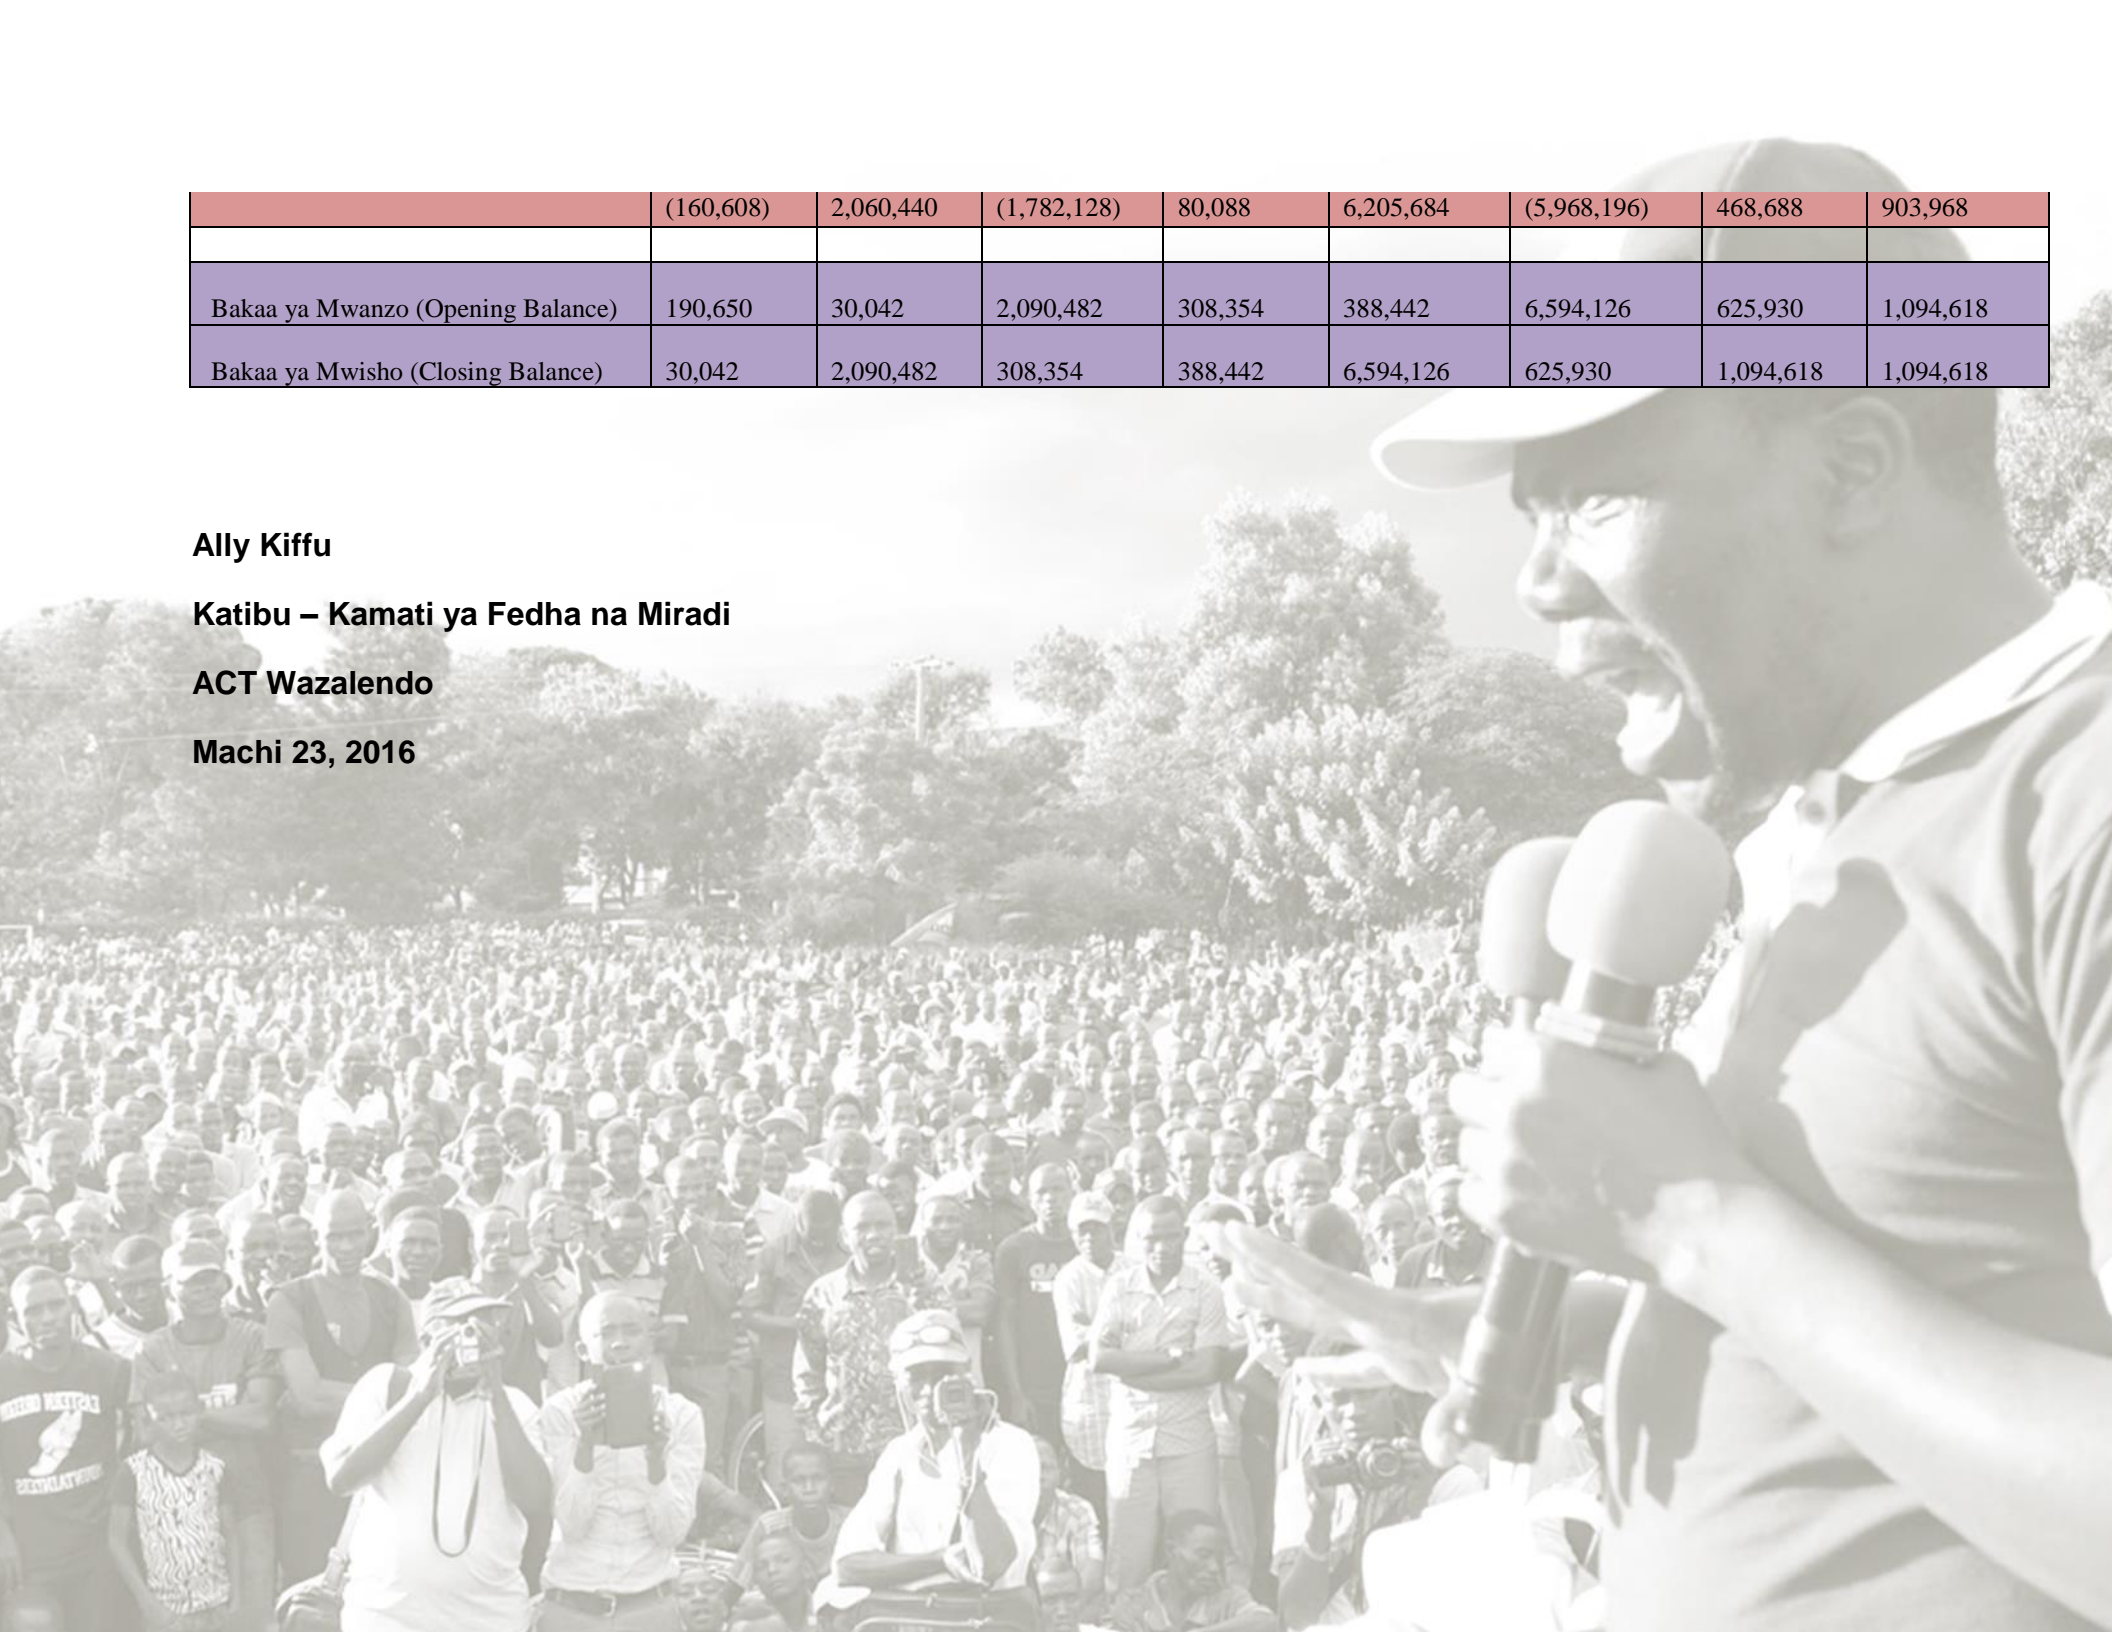 (160,608) 2,060,440 (1,782,128) 80,088 6,205,684 (5,968,196) 468,688 903,968
Bakaa ya Mwanzo (Opening Balance) 190,650 30,042 2,090,482 308,354 388,442 6,594,126 625,930 1,094,618
Bakaa ya Mwisho (Closing Balance) 30,042 2,090,482 308,354 388,442 6,594,126 625,930 1,094,618 1,094,618
Ally Kiffu
Katibu – Kamati ya Fedha na Miradi
ACT Wazalendo
Machi 23, 2016